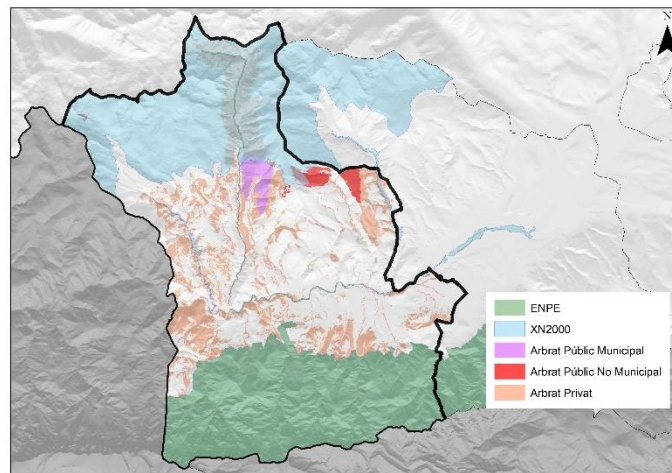 N
ENPE
XN2000
Arbrat Públic Municipal
Arbrat Públic No Municipal
Arbrat Privat